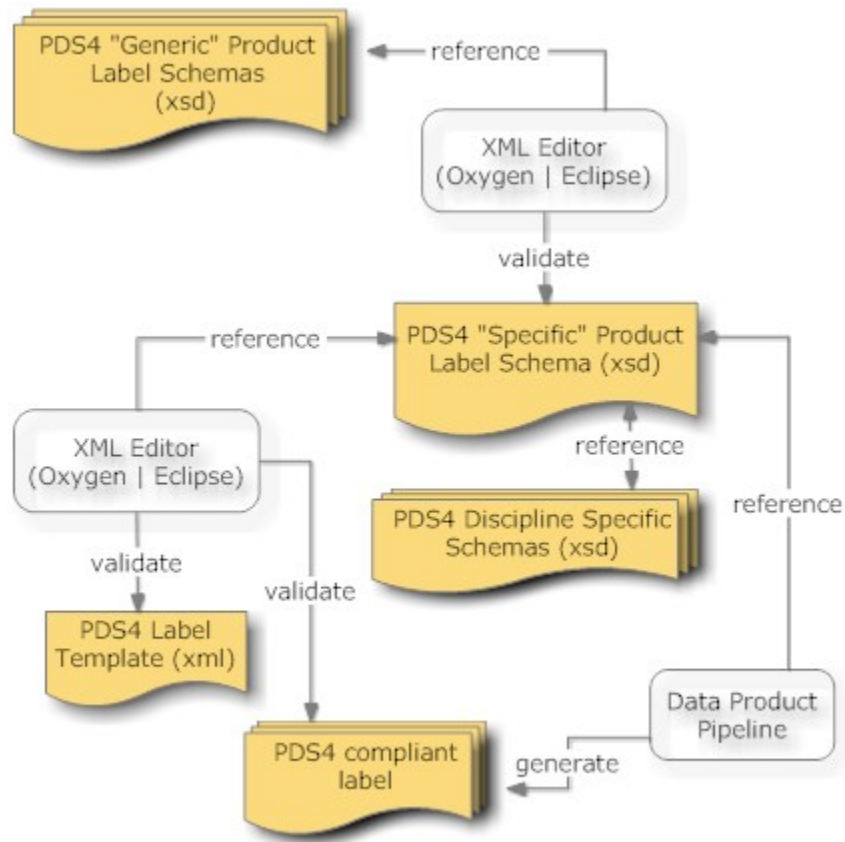 PDS4 "Generic" Product
Label Schemas
(xsd)
reference
XML Editor
(Oxygen | Eclipse)
validate
reference
PDS4 "Specific" Product
Label Schema (xsd)
XML Editor
(Oxygen | Eclipse)
reference
PDS4 Discipline Specific
Schemas (xsd)
reference
validate
validate
PDS4 Label
Template (xml)
Data Product
Pipeline
PDS4 compliant
label
generate